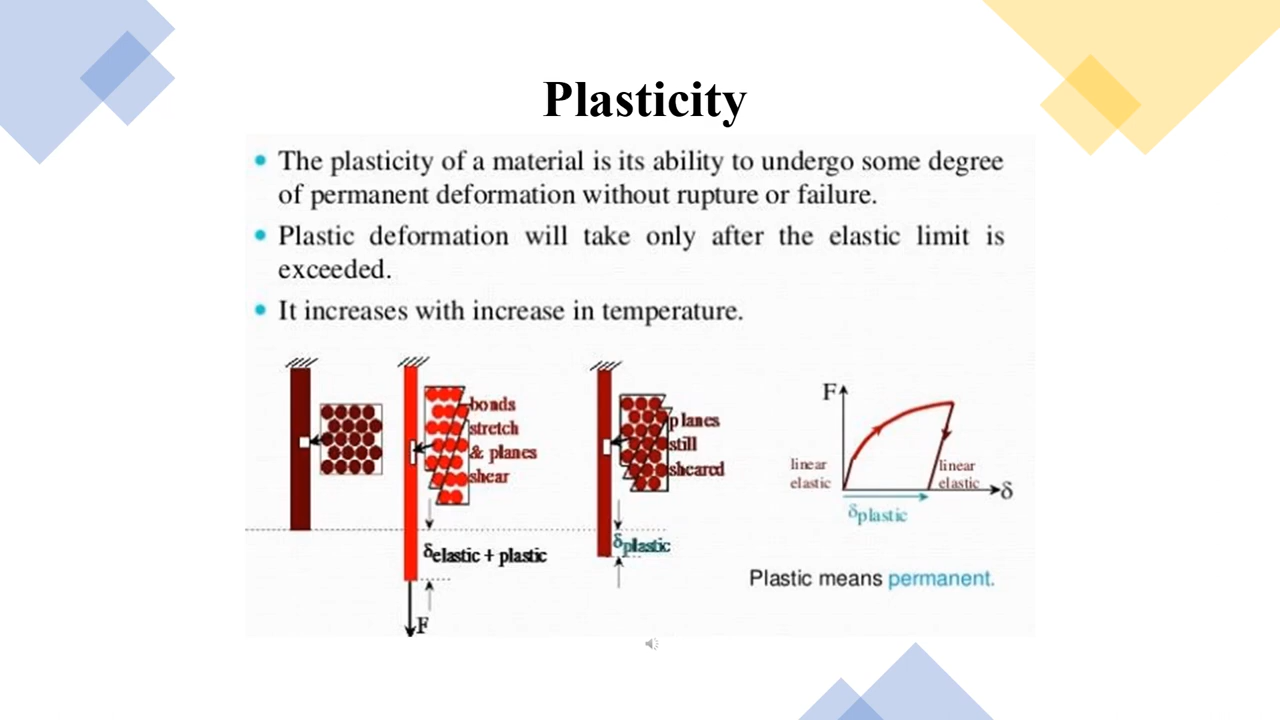 Plasticity
• The plasticity of a material is its ability to undergo some degree
of permanent deformation without rupture or failure.
• Plastic deformation will take only after the elastic limit is
exceeded.
• It increases with increase in temperature.
bonds
stretch
& planes
shear
δelastic + plastic
F
planes
still
sheared
δplastic
F
linear
elastic
linear
elastic
δ
δplastic
Plastic means permanent.